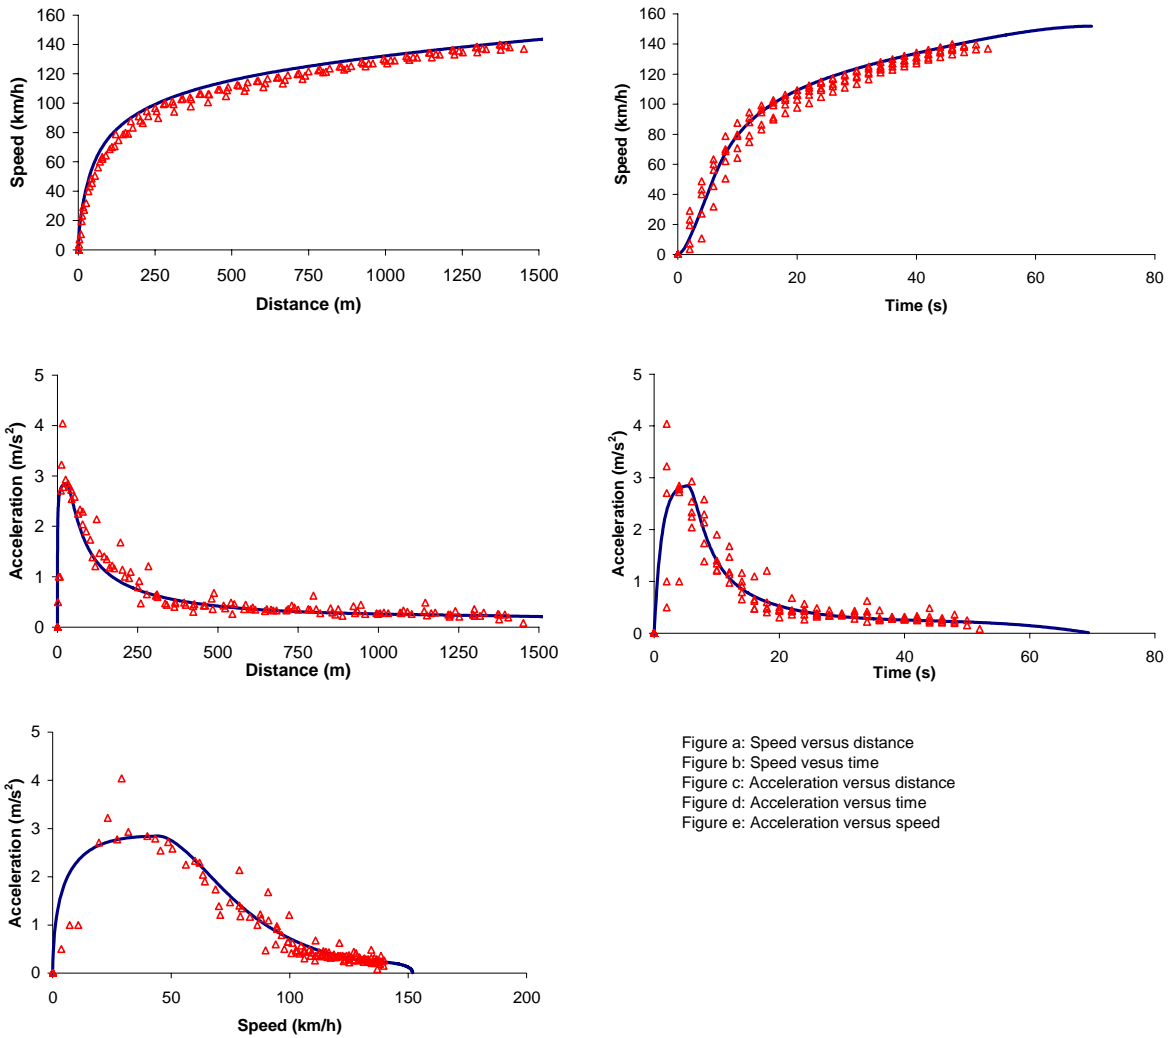 160
140
120
100
80
60
40
20
0
Speed (km/h)
0 250 500 750 1000 1250 1500
Distance (m)
160
140
120
100
80
60
40
20
0
Speed (km/h)
0 20 40 60 80
Time (s)
5
4
3
2
1
0
Acceleration (m/s²)
0 250 500 750 1000 1250 1500
Distance (m)
5
4
3
2
1
0
Acceleration (m/s²)
0 20 40 60 80
Time (s)
5
4
3
2
1
0
Acceleration (m/s²)
0 50 100 150 200
Speed (km/h)
Figure a: Speed versus distance
Figure b: Speed vesus time
Figure c: Acceleration versus distance
Figure d: Acceleration versus time
Figure e: Acceleration versus speed